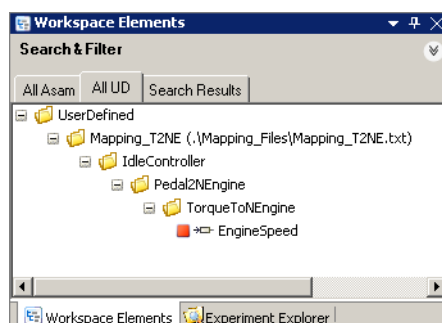 Workspace Elements
Search & Filter
All Asam All UD Search Results
UserDefined
Mapping_T2NE (.\Mapping_Files\Mapping_T2NE.txt)
IdleController
Pedal2NEngine
TorqueToNEngine
EngineSpeed
Workspace Elements Experiment Explorer